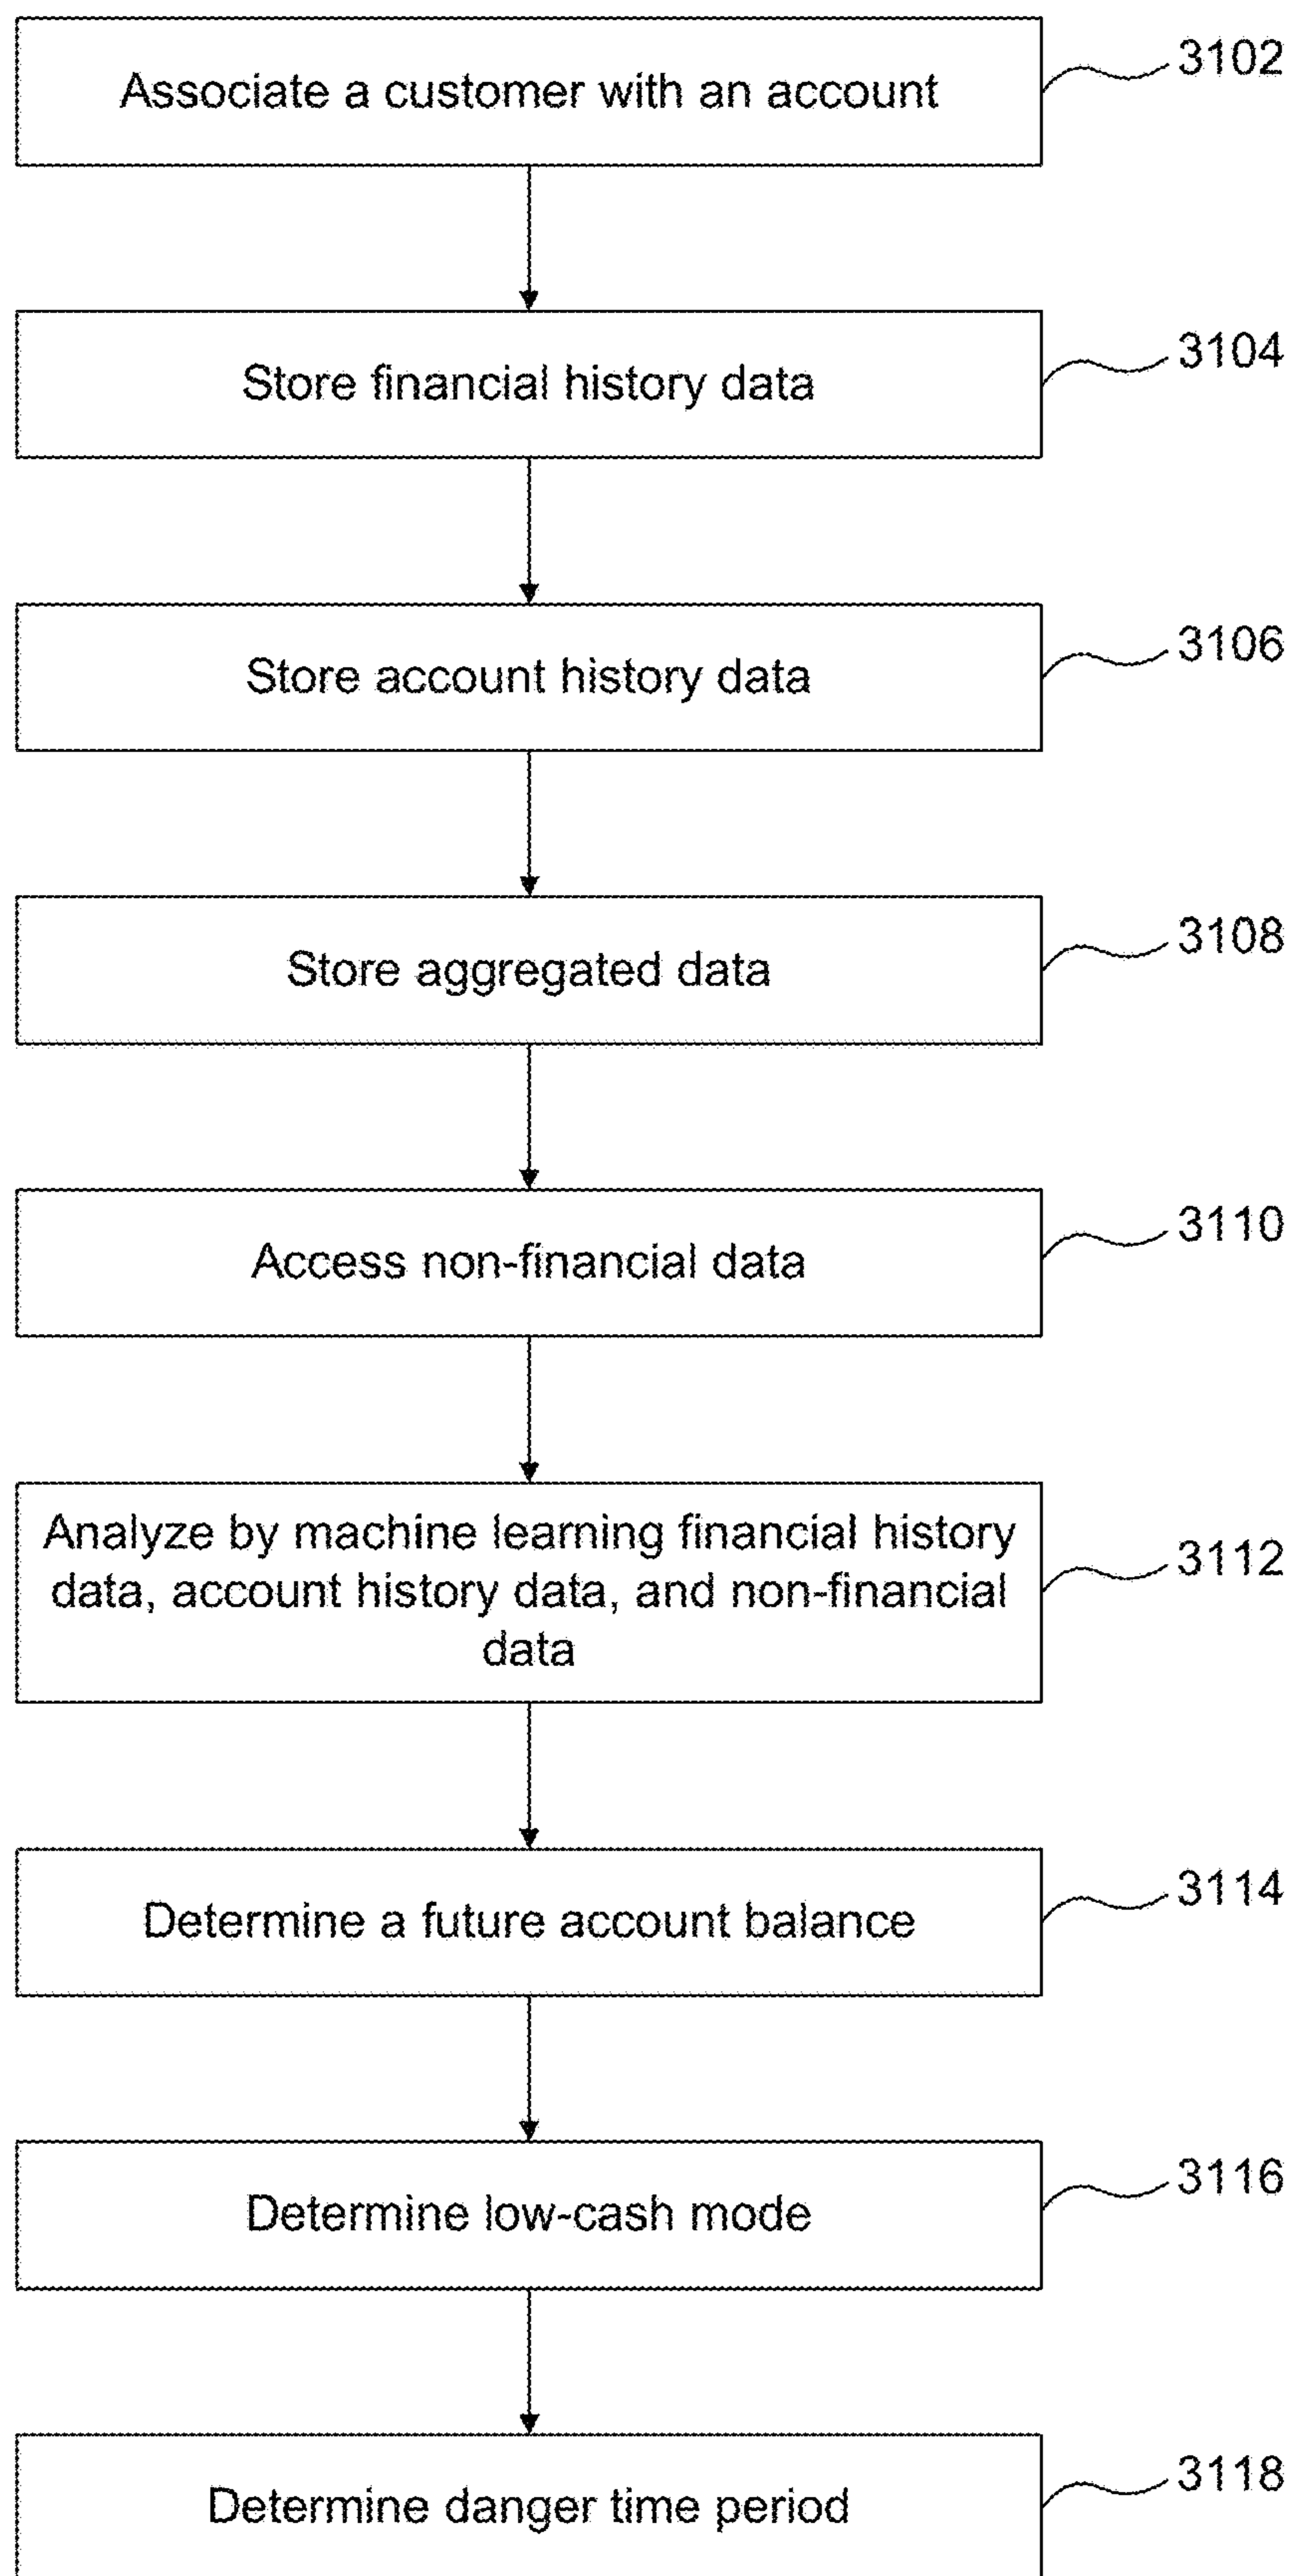 Associate a customer with an account
3102
Store financial history data
3104
Store account history data
3106
Store aggregated data
3108
Access non-financial data
3110
Analyze by machine learning financial history
data, account history data, and non-financial
data
3112
Determine a future account balance
3114
Determine low-cash mode
3116
Determine danger time period
3118